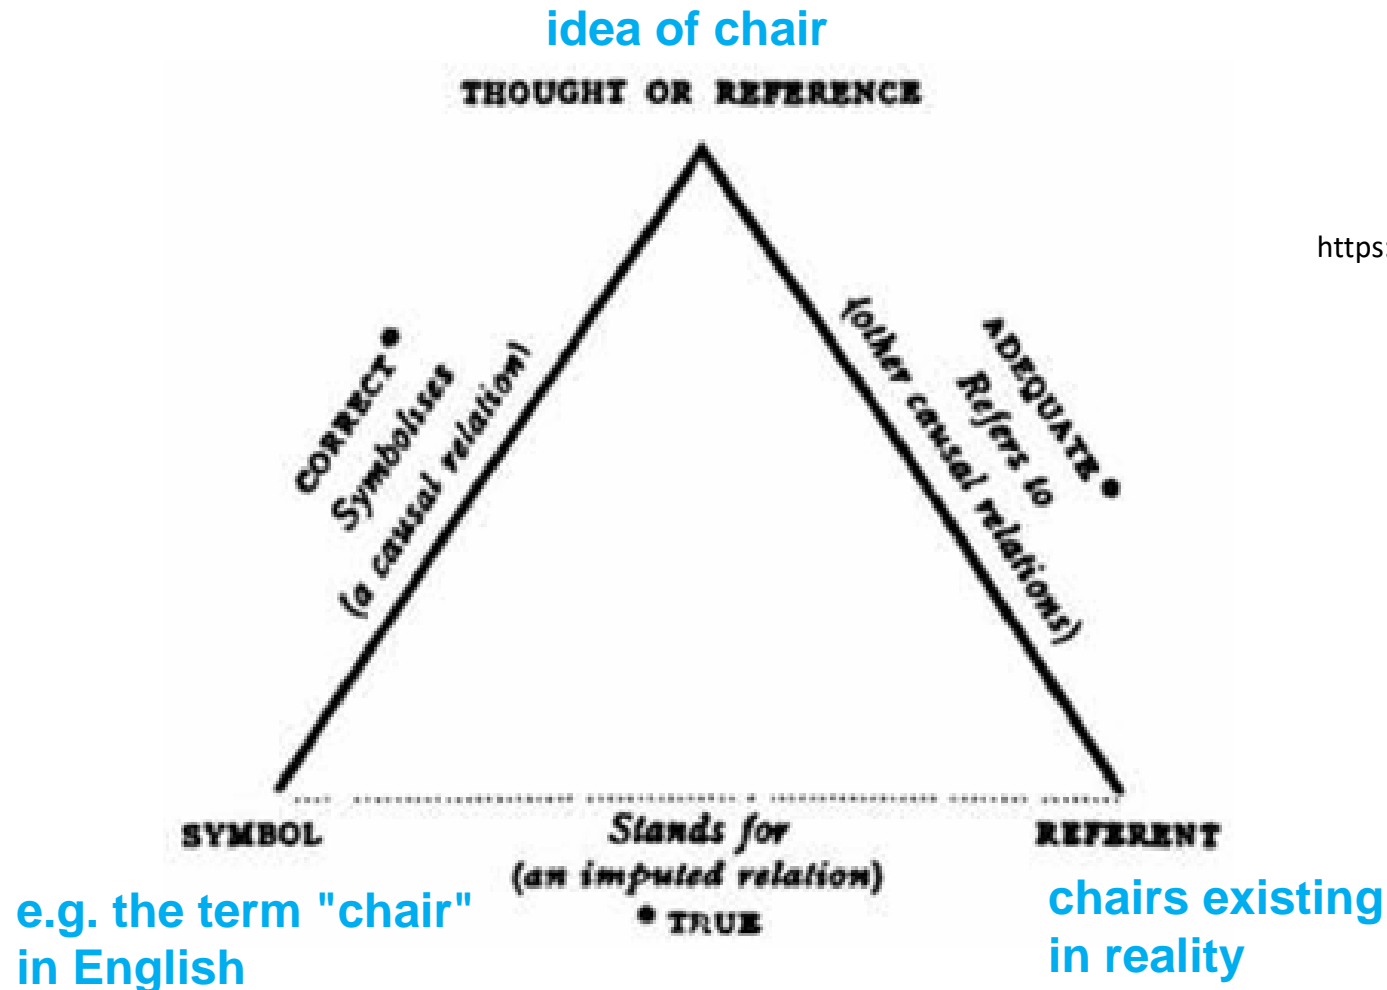 idea of chair
THOUGHT OR REFERENCE
https:
CORRECT*
Symbolises
(a causal relation)
ADEQUATE*
Refers to
(other causal relations)
SYMBOL
Stands for
(an imputed relation)
* TRUE
REFERENT
e.g. the term "chair"
in English
chairs existing
in reality